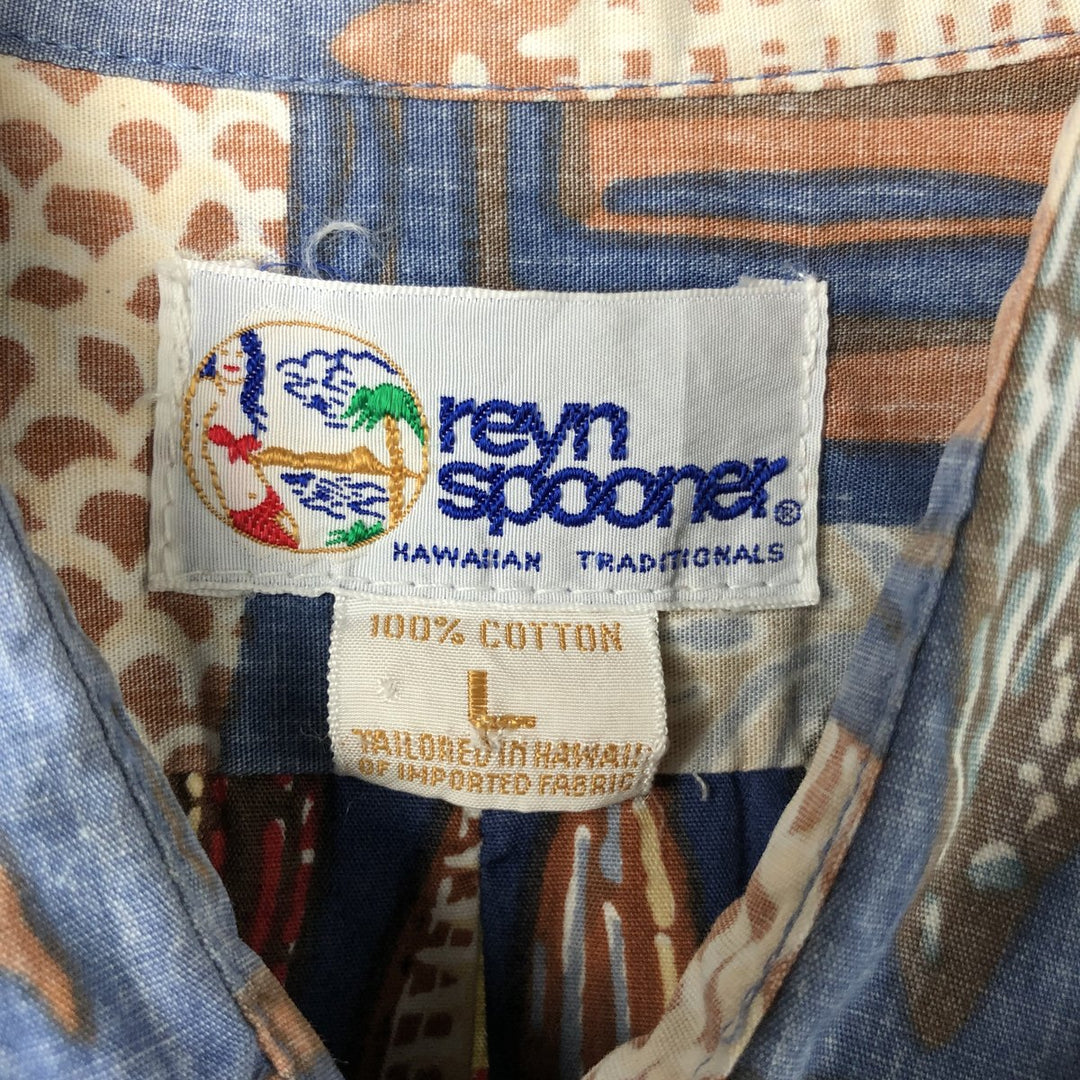 reyn
spooner®
HAWAIIAN TRADITIONALS
100% COTTON
L
TAILORED IN HAWAII
OF IMPORTED FABRIC